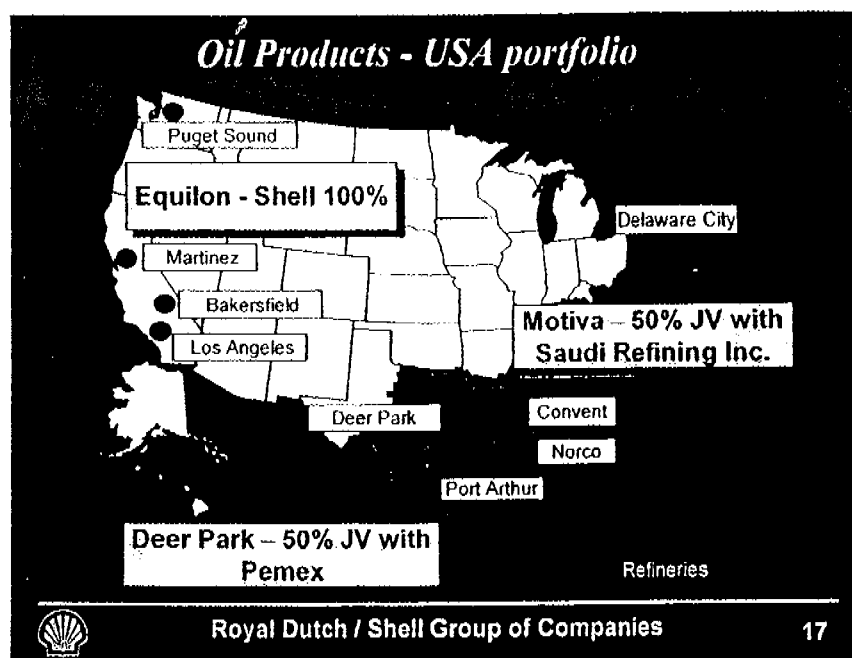 Oil Products - USA portfolio
Puget Sound
Equilon - Shell 100%
Delaware City
Martinez
Bakersfield
Los Angeles
Motiva – 50% JV with
Saudi Refining Inc.
Deer Park
Convent
Norco
Port Arthur
Deer Park – 50% JV with
Pemex
Refineries
Royal Dutch / Shell Group of Companies
17